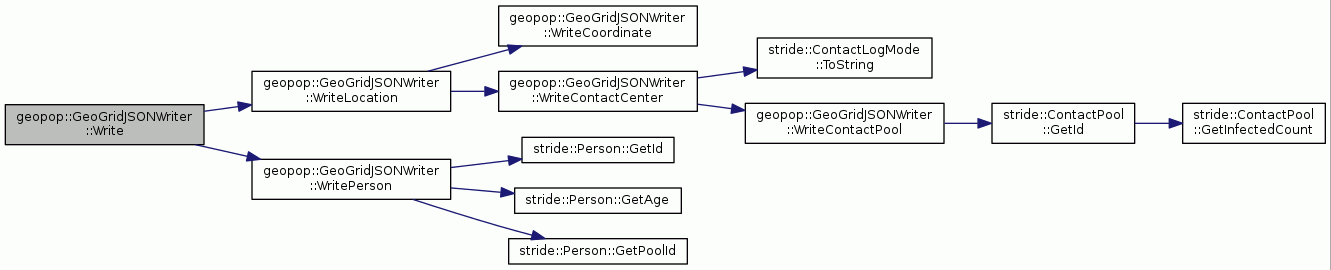 geopop::GeoGridJSONWriter
::Write
geopop::GeoGridJSONWriter
::WriteLocation
geopop::GeoGridJSONWriter
::WritePerson
geopop::GeoGridJSONWriter
::WriteCoordinate
geopop::GeoGridJSONWriter
::WriteContactCenter
stride::Person::GetId
stride::Person::GetAge
stride::Person::GetPoolId
stride::ContactLogMode
::ToString
geopop::GeoGridJSONWriter
::WriteContactPool
stride::ContactPool
::GetId
stride::ContactPool
::GetInfectedCount